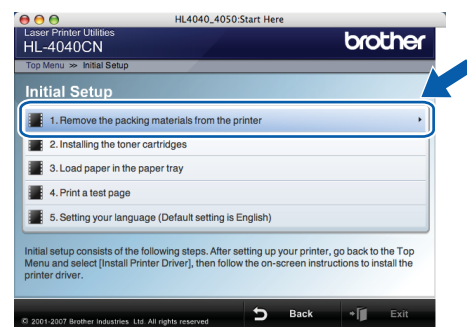 HL4040_4050:Start Here
Laser Printer Utilities
HL-4040CN
brother
Top Menu >> Initial Setup
Initial Setup
1. Remove the packing materials from the printer
2. Installing the toner cartridges
3. Load paper in the paper tray
4. Print a test page
5. Setting your language (Default setting is English)
Initial setup consists of the following steps. After setting up your printer, go back to the Top
Menu and select [Install Printer Driver], then follow the on-screen instructions to install the
printer driver.
© 2001-2007 Brother Industries Ltd All rights reserved
Back
Exit